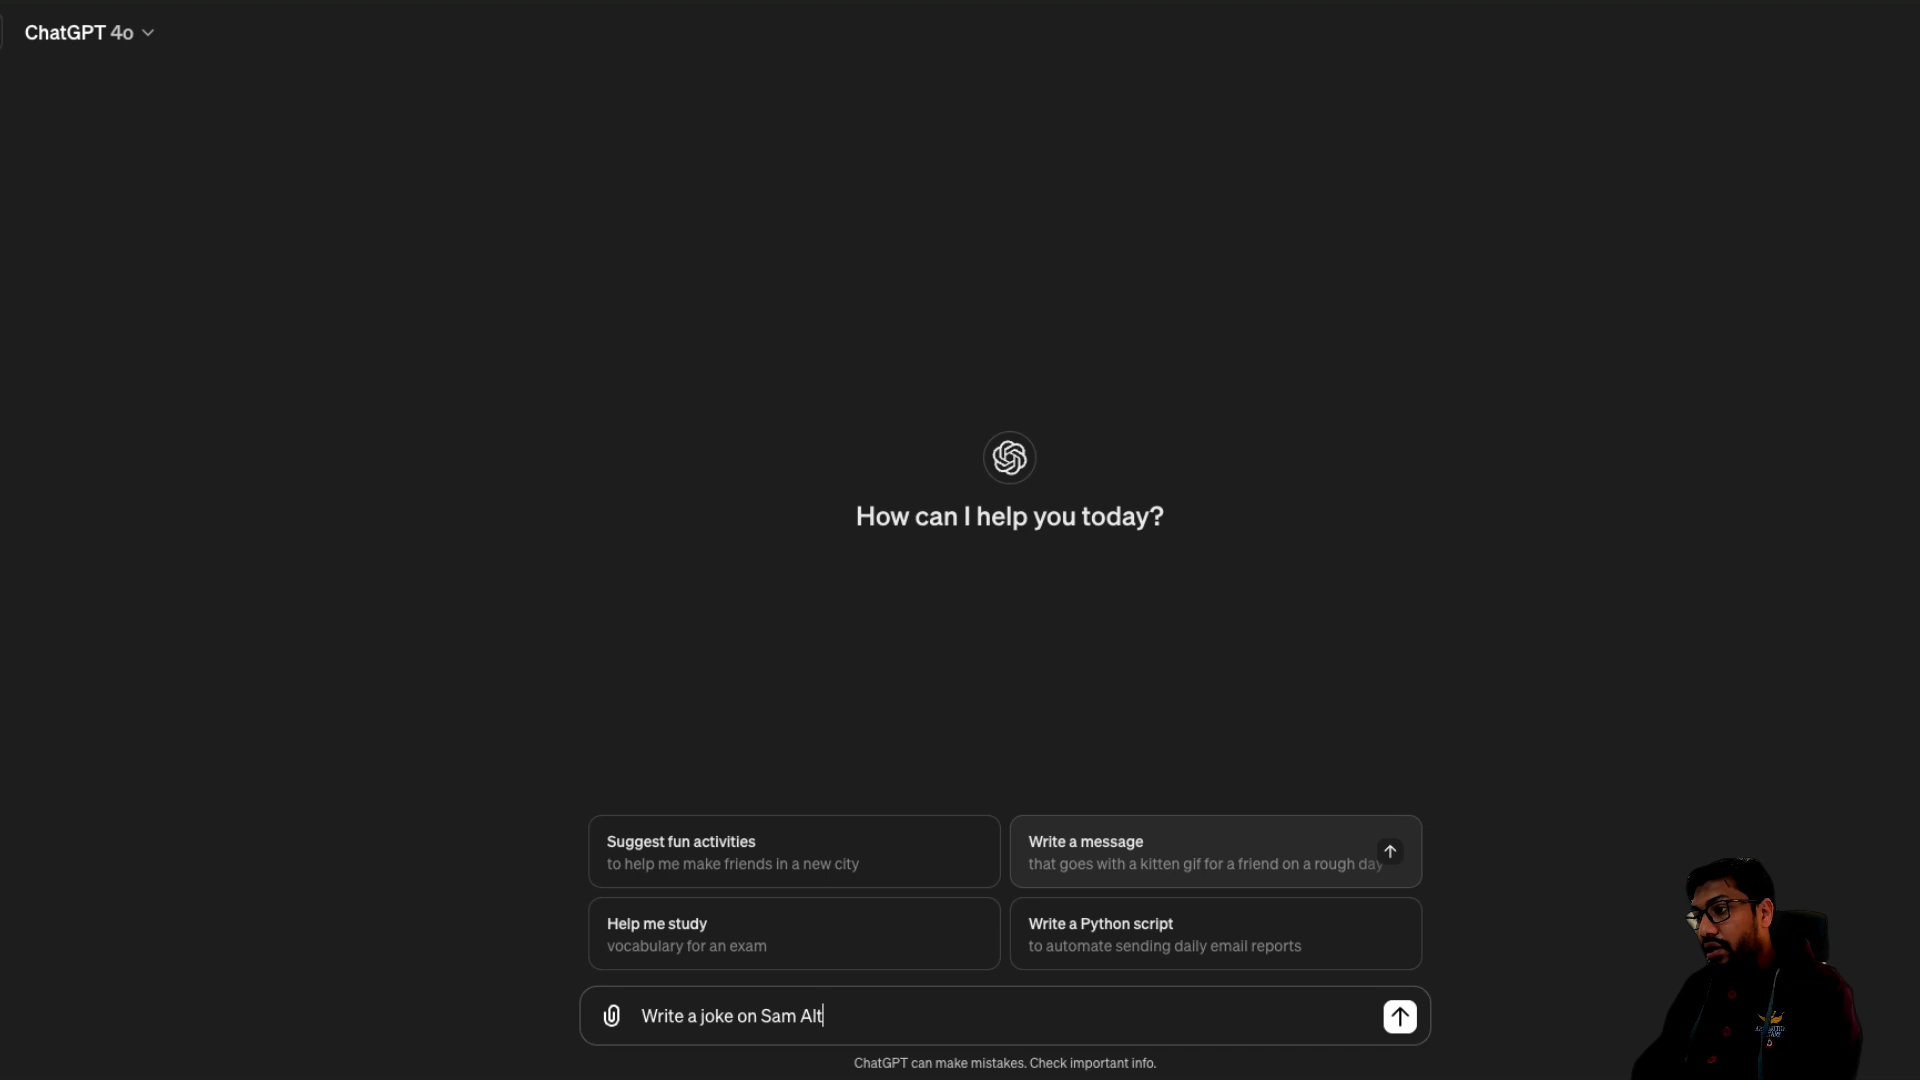 ChatGPT 4o
How can I help you today?
Suggest fun activities
to help me make friends in a new city
Write a message
that goes with a kitten gif for a friend on a rough day
Help me study
vocabulary for an exam
Write a Python script
to automate sending daily email reports
Write a joke on Sam Alt
ChatGPT can make mistakes. Check important info.